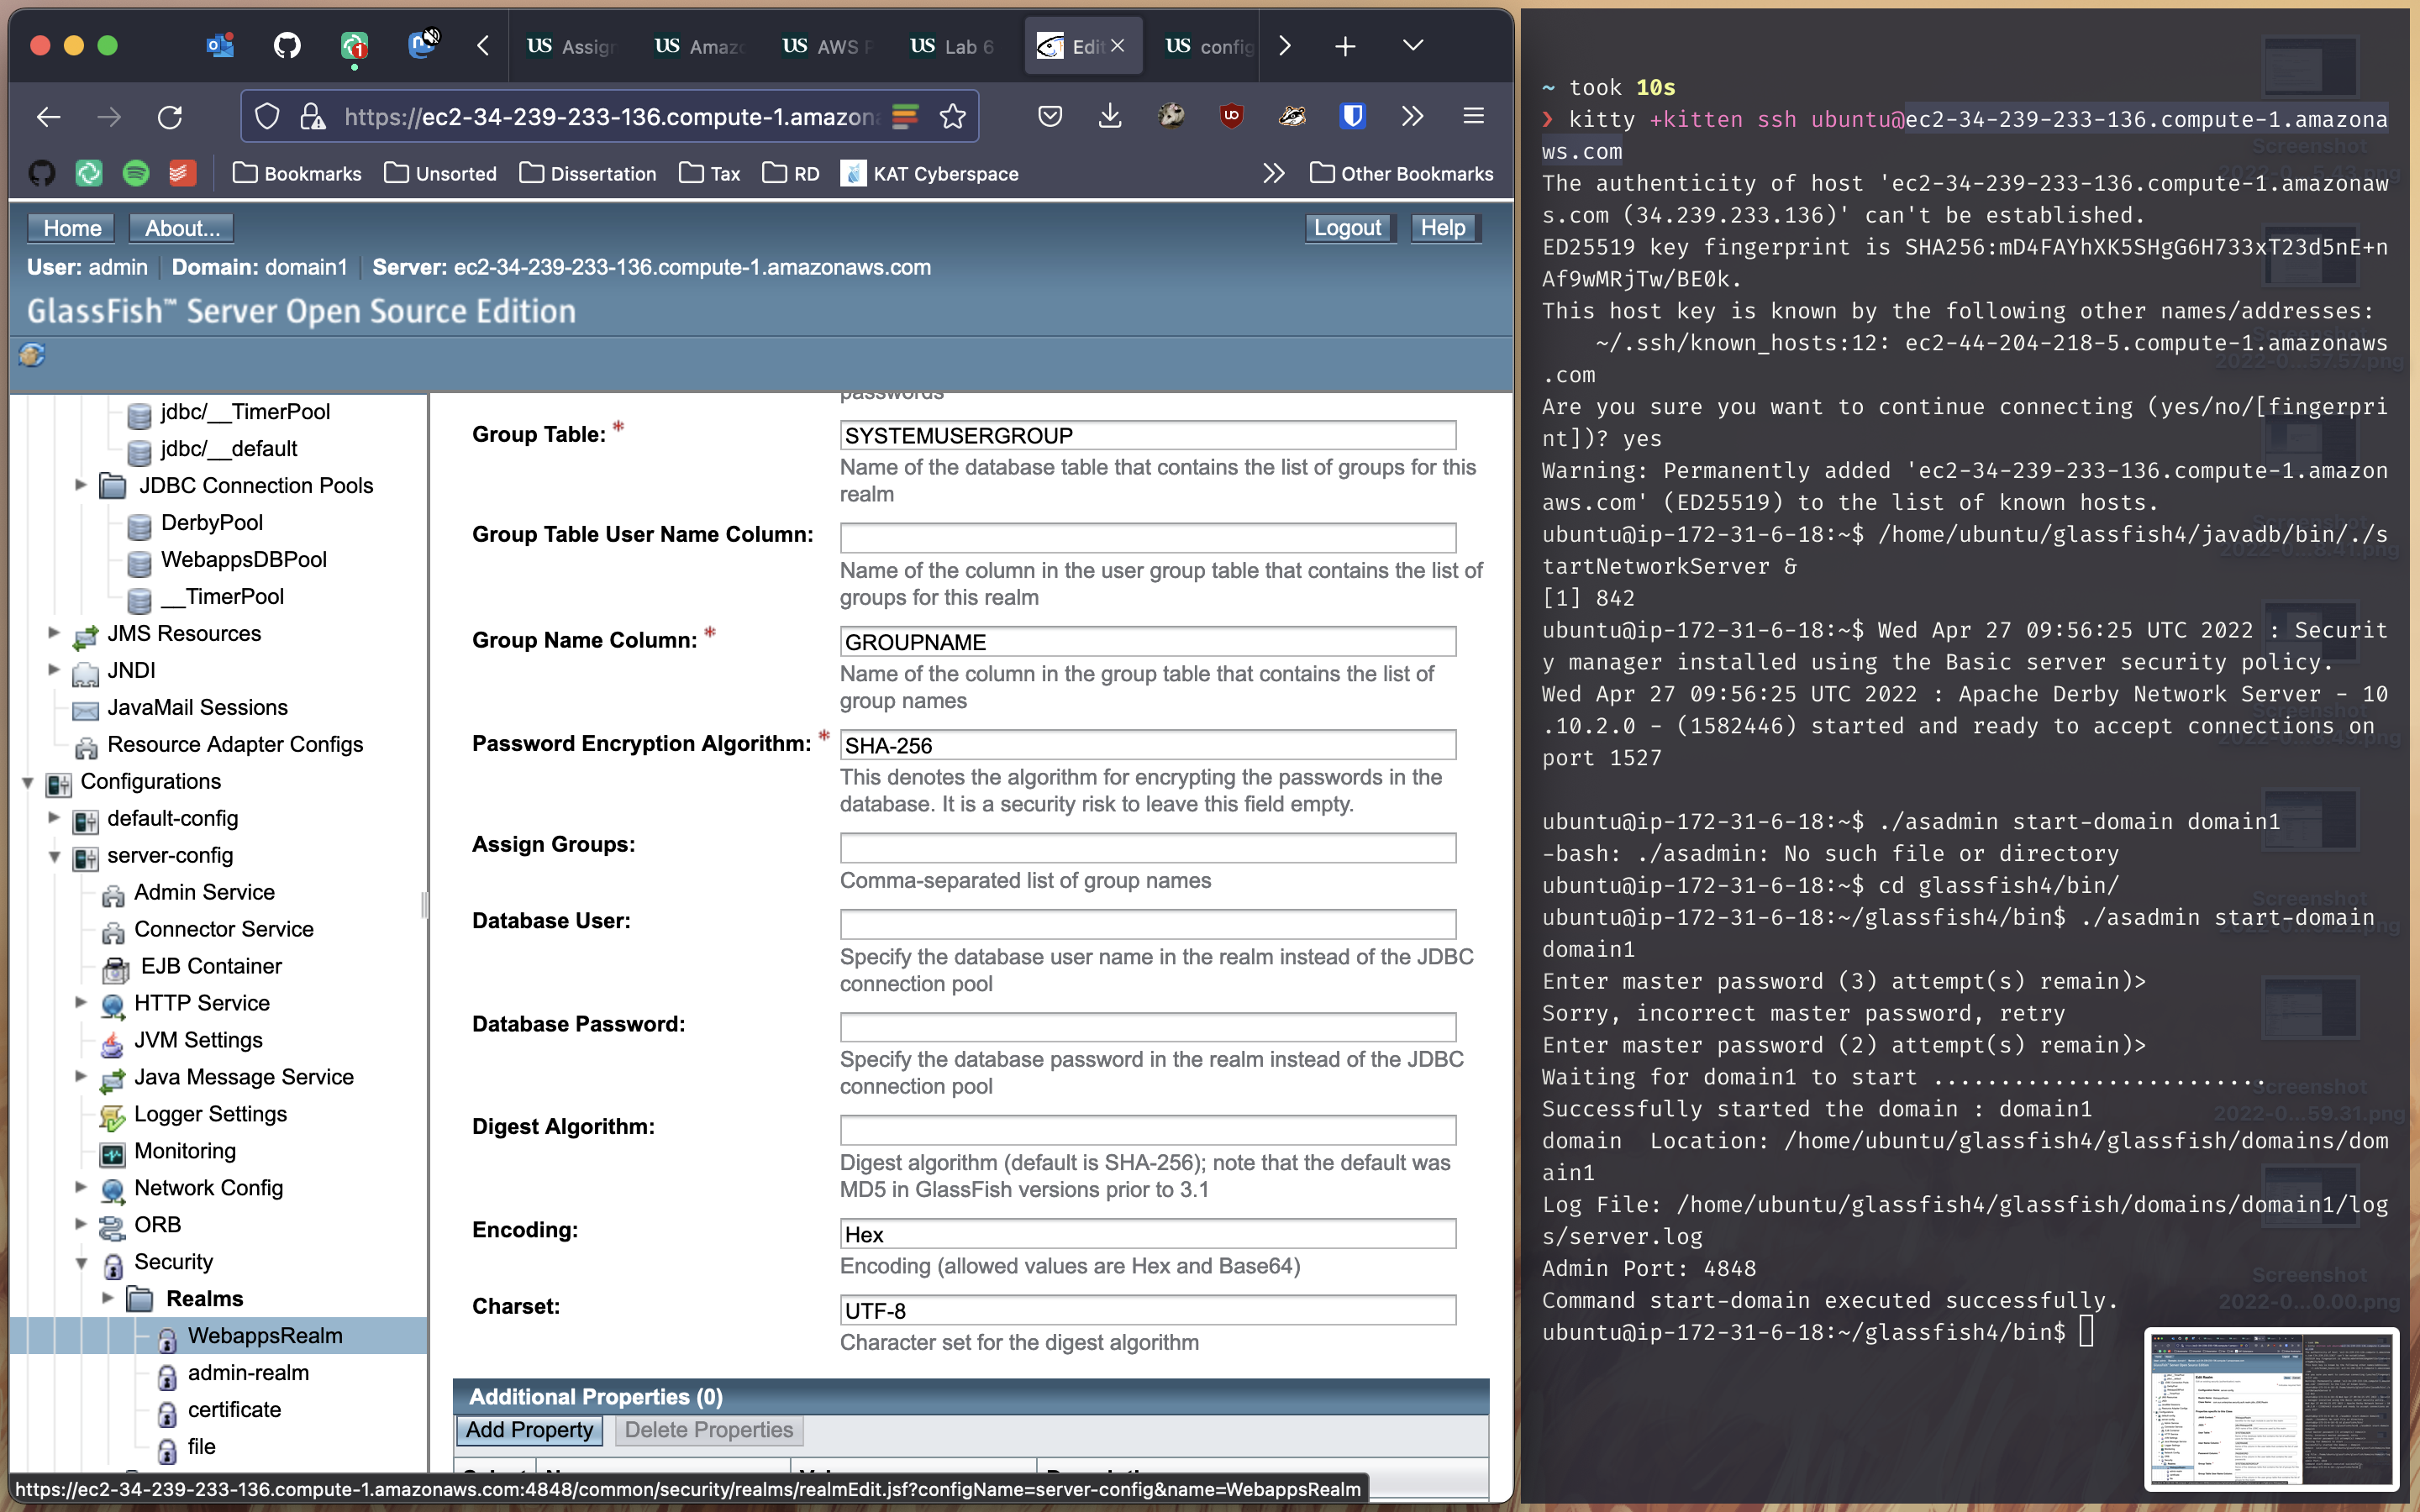 US Assign
US Amazo
US AWS
US Lab 6
Edit
US config
https://ec2-34-239-233-136.compute-1.amazona
Bookmarks
Unsorted
Dissertation
Tax
RD
KAT Cyberspace
Other Bookmarks
Home
About...
Logout
Help
User: admin
Domain: domain1
Server: ec2-34-239-233-136.compute-1.amazonaws.com
GlassFish™ Server Open Source Edition
jdbc/__TimerPool
jdbc/__default
JDBC Connection Pools
DerbyPool
WebappsDBPool
__TimerPool
JMS Resources
JNDI
JavaMail Sessions
Resource Adapter Configs
Configurations
default-config
server-config
Admin Service
Connector Service
EJB Container
HTTP Service
JVM Settings
Java Message Service
Logger Settings
Monitoring
Network Config
ORB
Security
Realms
WebappsRealm
admin-realm
certificate
file
passwords
Group Table: *
SYSTEMUSERGROUP
Name of the database table that contains the list of groups for this
realm
Group Table User Name Column:
Name of the column in the user group table that contains the list of
groups for this realm
Group Name Column: *
GROUPNAME
Name of the column in the group table that contains the list of
group names
Password Encryption Algorithm: *
SHA-256
This denotes the algorithm for encrypting the passwords in the
database. It is a security risk to leave this field empty.
Assign Groups:
Comma-separated list of group names
Database User:
Specify the database user name in the realm instead of the JDBC
connection pool
Database Password:
Specify the database password in the realm instead of the JDBC
connection pool
Digest Algorithm:
Digest algorithm (default is SHA-256); note that the default was
MD5 in GlassFish versions prior to 3.1
Encoding:
Hex
Encoding (allowed values are Hex and Base64)
Charset:
UTF-8
Character set for the digest algorithm
Additional Properties (0)
Add Property
Delete Properties
https://ec2-34-239-233-136.compute-1.amazonaws.com:4848/common/security/realms/realmEdit.jsf?configName=server-config&name=WebappsRealm
~ took 10s
❯ kitty +kitten ssh ubuntu@ec2-34-239-233-136.compute-1.amazona
ws.com
The authenticity of host 'ec2-34-239-233-136.compute-1.amazonaw
s.com (34.239.233.136)' can't be established.
ED25519 key fingerprint is SHA256:mD4FAYhXK5SHgG6H733xT23d5nE+n
Af9wMRjTw/BE0k.
This host key is known by the following other names/addresses:
~/.ssh/known_hosts:12: ec2-44-204-218-5.compute-1.amazonaws
.com
Are you sure you want to continue connecting (yes/no/[fingerpri
nt])? yes
Warning: Permanently added 'ec2-34-239-233-136.compute-1.amazon
aws.com' (ED25519) to the list of known hosts.
ubuntu@ip-172-31-6-18:~$ /home/ubuntu/glassfish4/javadb/bin/./s
tartNetworkServer &
[1] 842
ubuntu@ip-172-31-6-18:~$ Wed Apr 27 09:56:25 UTC 2022 : Securit
y manager installed using the Basic server security policy.
Wed Apr 27 09:56:25 UTC 2022 : Apache Derby Network Server - 10
.10.2.0 - (1582446) started and ready to accept connections on
port 1527
ubuntu@ip-172-31-6-18:~$ ./asadmin start-domain domain1
-bash: ./asadmin: No such file or directory
ubuntu@ip-172-31-6-18:~$ cd glassfish4/bin/
ubuntu@ip-172-31-6-18:~/glassfish4/bin$ ./asadmin start-domain
domain1
Enter master password (3) attempt(s) remain)>
Sorry, incorrect master password, retry
Enter master password (2) attempt(s) remain)>
Waiting for domain1 to start .........................
Successfully started the domain : domain1
domain  Location: /home/ubuntu/glassfish4/glassfish/domains/dom
ain1
Log File: /home/ubuntu/glassfish4/glassfish/domains/domain1/log
s/server.log
Admin Port: 4848
Command start-domain executed successfully.
ubuntu@ip-172-31-6-18:~/glassfish4/bin$